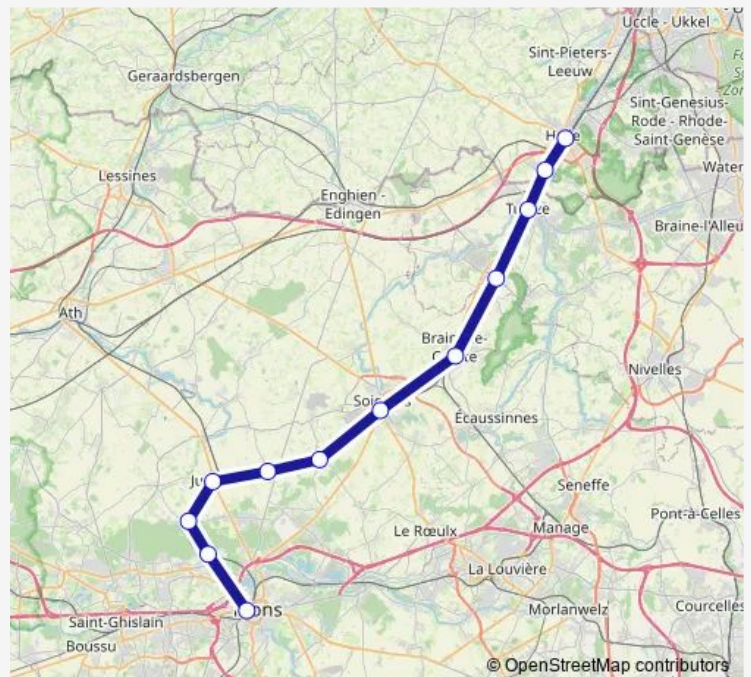 Uccle - Ukkel
Sint-Pieters-
Leeuw
Geraardsbergen
Sint-Genesius-
Rode - Rhode-
Saint-Genèse
Water
Lessines
Enghien -
Edingen
Braine-l'Alleu
Ath
Nivelles
Écaussinnes
Seneffe
Pont-à-Celles
Le Rœulx
Manage
La Louvière
Morlanwelz
Courcelles
Saint-Ghislain
Boussu
© OpenStreetMap contributors